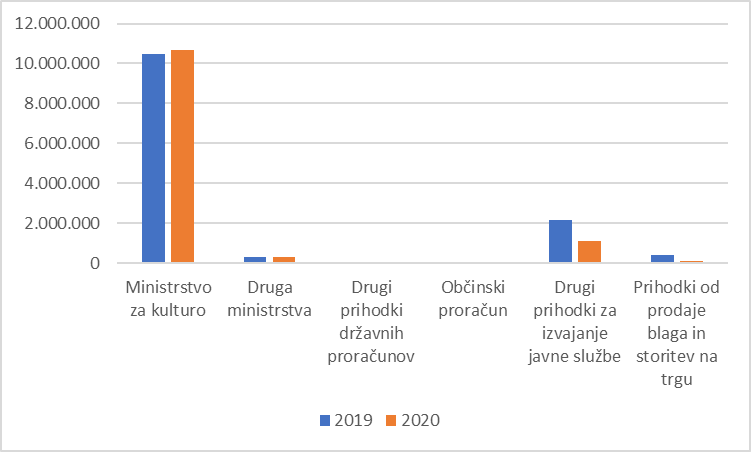 12.000.000
10.000.000
8.000.000
6.000.000
4.000.000
2.000.000
0
Ministrstvo
za kulturo
Druga
ministrstva
Drugi
prihodki
državnih
proračunov
Občinski
proračun
Drugi
prihodki za
izvajanje
javne službe
Prihodki od
prodaje
blaga in
storitev na
trgu
2019
2020